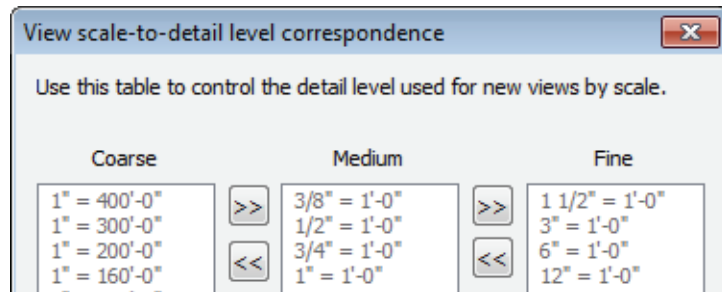 View scale-to-detail level correspondence
Use this table to control the detail level used for new views by scale.
Coarse
Medium
Fine
1" = 400'-0"
1" = 300'-0"
1" = 200'-0"
1" = 160'-0"
>>
<<
3/8" = 1'-0"
1/2" = 1'-0"
3/4" = 1'-0"
1" = 1'-0"
>>
<<
1 1/2" = 1'-0"
3" = 1'-0"
6" = 1'-0"
12" = 1'-0"